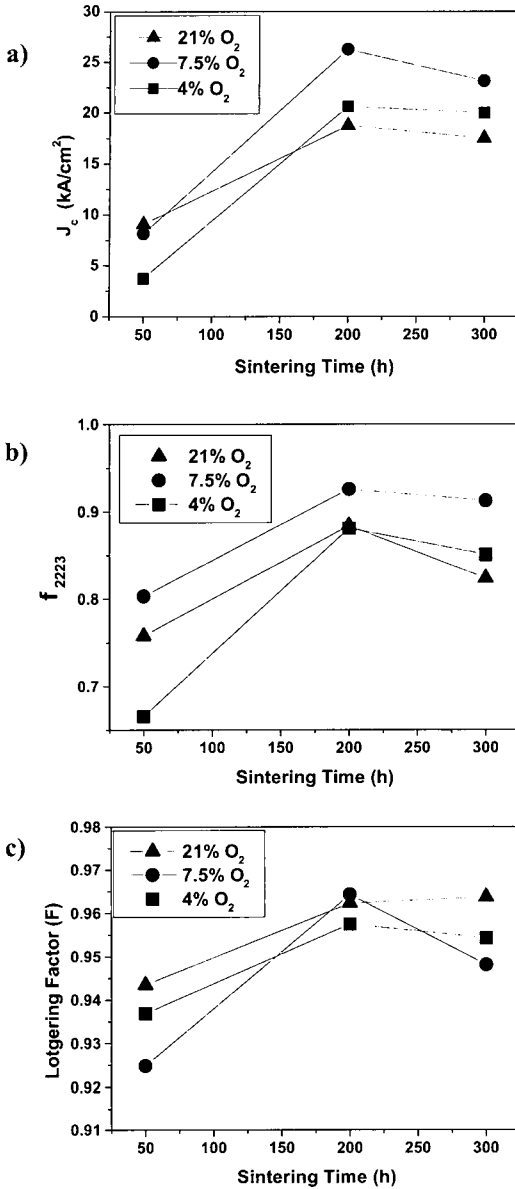 a)
30
25
20
15
10
5
0
J_c (kA/cm²)
21% O₂
7.5% O₂
4% O₂
50 100 150 200 250 300
Sintering Time (h)
b)
1.0
0.9
0.8
0.7
f₂₂₂₃
21% O₂
7.5% O₂
4% O₂
50 100 150 200 250 300
Sintering Time (h)
c)
0.98
0.97
0.96
0.95
0.94
0.93
0.92
0.91
Lotgering Factor (F)
21% O₂
7.5% O₂
4% O₂
50 100 150 200 250 300
Sintering Time (h)